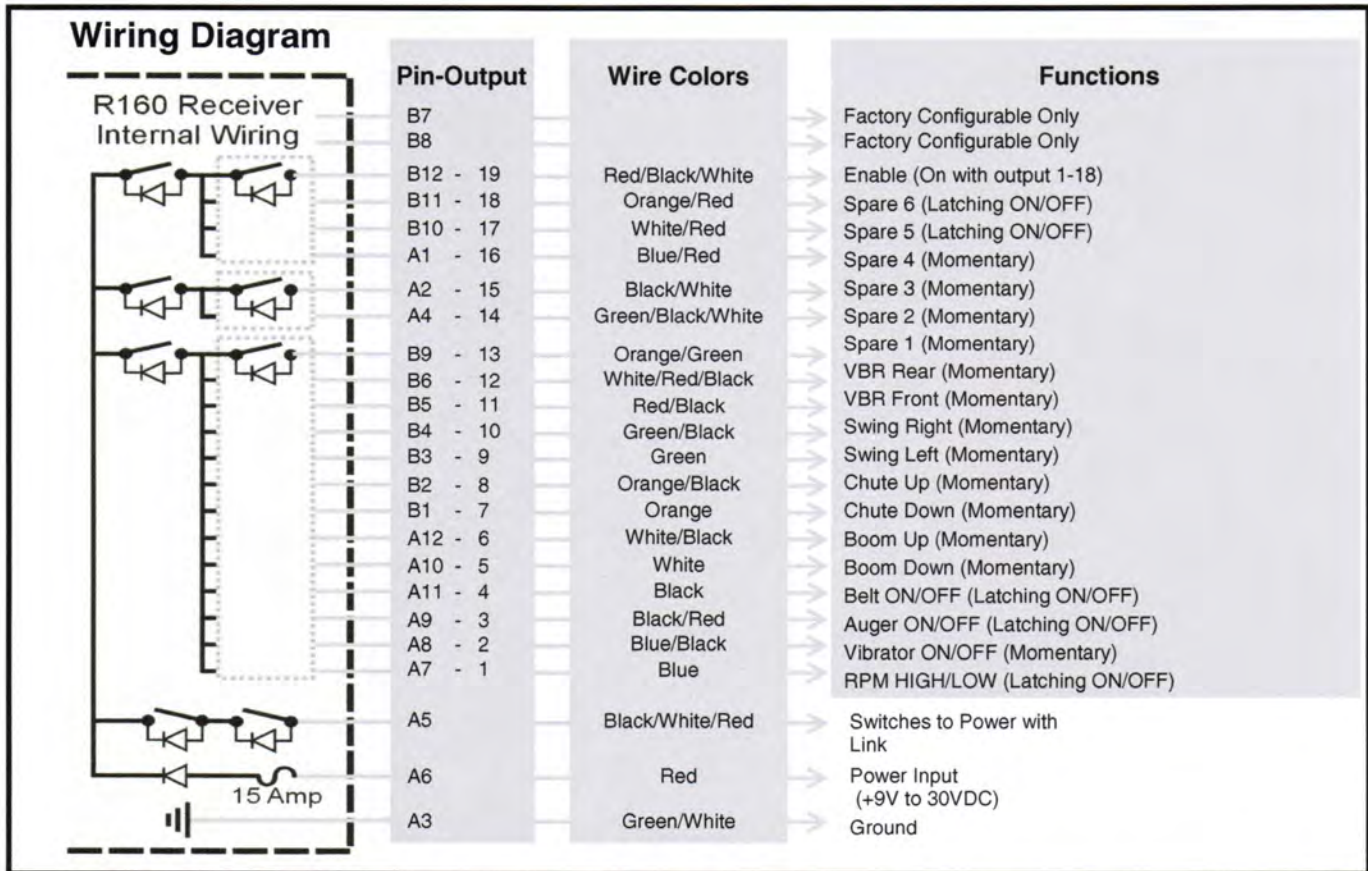 Wiring Diagram
R160 Receiver
Internal Wiring
Pin-Output Wire Colors Functions
B7 Factory Configurable Only
B8 Factory Configurable Only
B12 - 19 Red/Black/White Enable (On with output 1-18)
B11 - 18 Orange/Red Spare 6 (Latching ON/OFF)
B10 - 17 White/Red Spare 5 (Latching ON/OFF)
A1 - 16 Blue/Red Spare 4 (Momentary)
A2 - 15 Black/White Spare 3 (Momentary)
A4 - 14 Green/Black/White Spare 2 (Momentary)
B9 - 13 Orange/Green Spare 1 (Momentary)
B6 - 12 White/Red/Black VBR Rear (Momentary)
B5 - 11 Red/Black VBR Front (Momentary)
B4 - 10 Green/Black Swing Right (Momentary)
B3 - 9 Green Swing Left (Momentary)
B2 - 8 Orange/Black Chute Up (Momentary)
B1 - 7 Orange Chute Down (Momentary)
A12 - 6 White/Black Boom Up (Momentary)
A10 - 5 White Boom Down (Momentary)
A11 - 4 Black Belt ON/OFF (Latching ON/OFF)
A9 - 3 Black/Red Auger ON/OFF (Latching ON/OFF)
A8 - 2 Blue/Black Vibrator ON/OFF (Momentary)
A7 - 1 Blue RPM HIGH/LOW (Latching ON/OFF)
A5 Black/White/Red Switches to Power with
Link
15 Amp A6 Red Power Input
(+9V to 30VDC)
A3 Green/White Ground